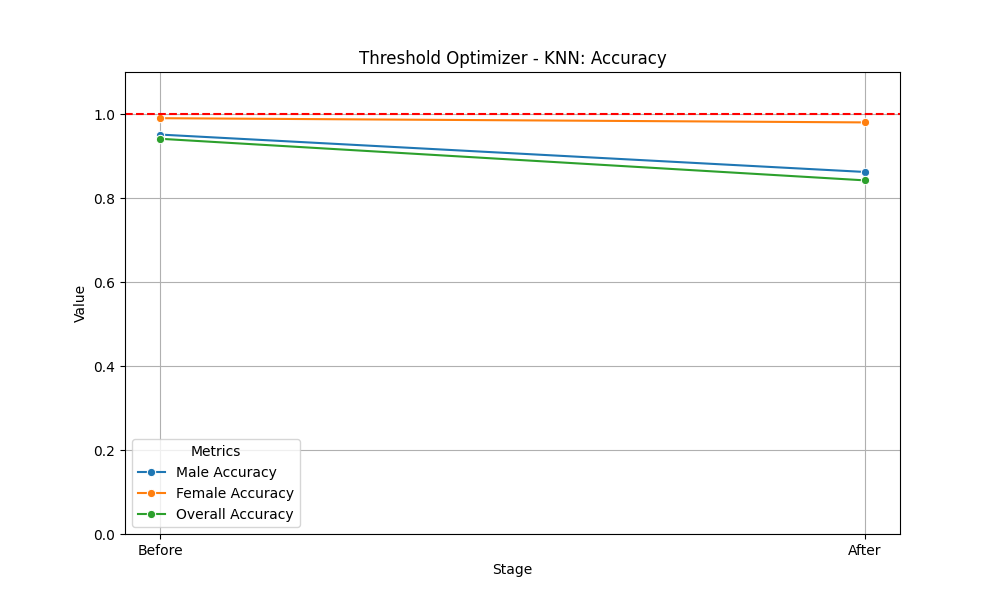 Threshold Optimizer - KNN: Accuracy
1.0
0.8
0.6
0.4
0.2
0.0
Value
Metrics
Male Accuracy
Female Accuracy
Overall Accuracy
Before
After
Stage